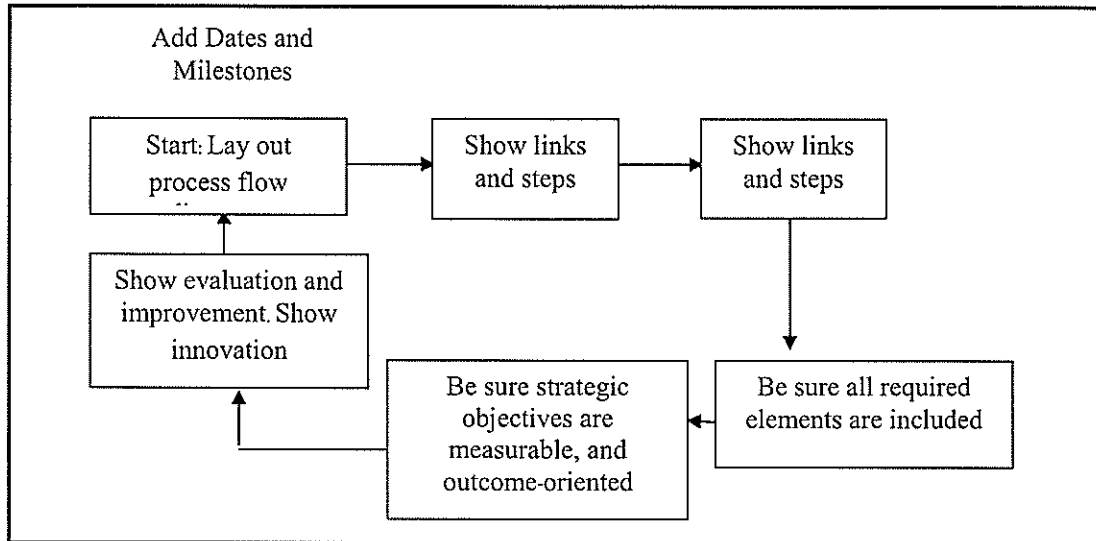 Add Dates and
Milestones
Start: Lay out
process flow
Show links
and steps
Show links
and steps
Be sure all required
elements are included
Be sure strategic
objectives are
measurable, and
outcome-oriented
Show evaluation and
improvement. Show
innovation